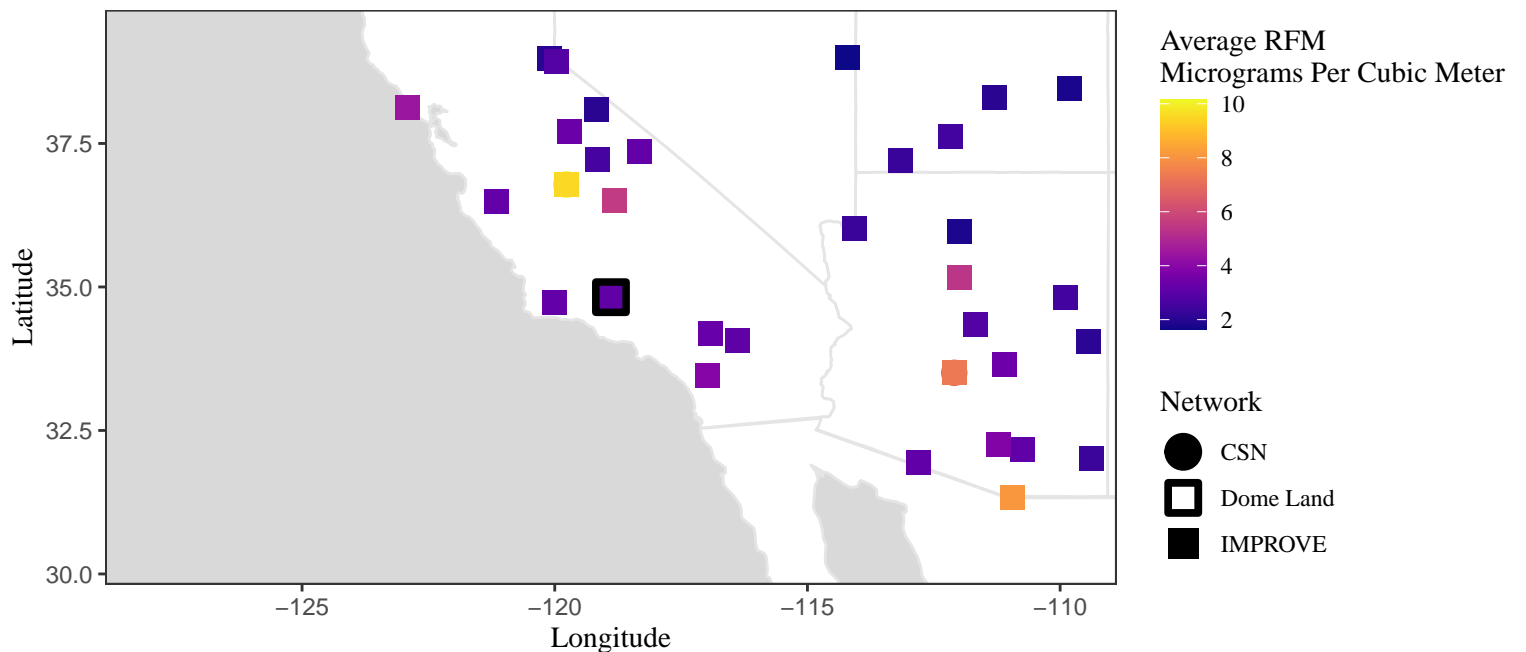 Average RFM
Micrograms Per Cubic Meter
10
8
6
4
2
Network
CSN
Dome Land
IMPROVE
Latitude
37.5
35.0
32.5
30.0
−125
−120
−115
−110
Longitude